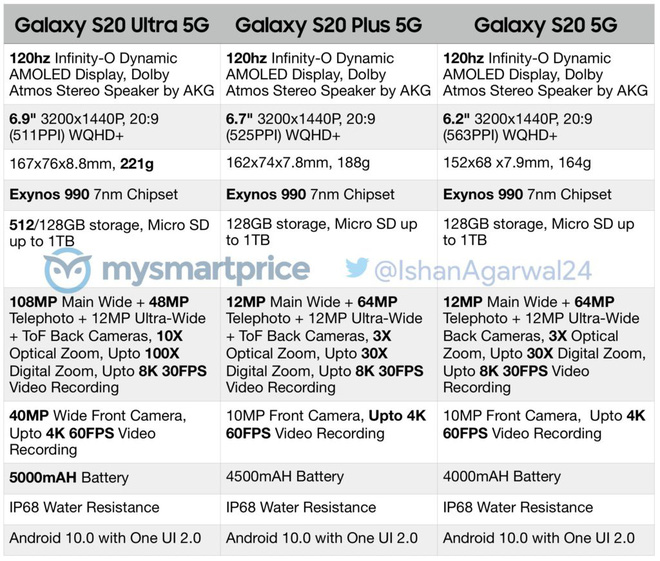 Galaxy S20 Ultra 5G
Galaxy S20 Plus 5G
Galaxy S20 5G
120hz Infinity-O Dynamic
AMOLED Display, Dolby
Atmos Stereo Speaker by AKG
120hz Infinity-O Dynamic
AMOLED Display, Dolby
Atmos Stereo Speaker by AKG
120hz Infinity-O Dynamic
AMOLED Display, Dolby
Atmos Stereo Speaker by AKG
6.9" 3200x1440P, 20:9
(511PPI) WQHD+
6.7" 3200x1440P, 20:9
(525PPI) WQHD+
6.2" 3200x1440P, 20:9
(563PPI) WQHD+
167x76x8.8mm, 221g
162x74x7.8mm, 188g
152x68 x7.9mm, 164g
Exynos 990 7nm Chipset
Exynos 990 7nm Chipset
Exynos 990 7nm Chipset
512/128GB storage, Micro SD
up to 1TB
128GB storage, Micro SD up
to 1TB
128GB storage, Micro SD up
to 1TB
mysmartprice
@IshanAgarwal24
108MP Main Wide + 48MP
Telephoto + 12MP Ultra-Wide
+ ToF Back Cameras, 10X
Optical Zoom, Upto 100X
Digital Zoom, Upto 8K 30FPS
Video Recording
12MP Main Wide + 64MP
Telephoto + 12MP Ultra-Wide
+ ToF Back Cameras, 3X
Optical Zoom, Upto 30X
Digital Zoom, Upto 8K 30FPS
Video Recording
12MP Main Wide + 64MP
Telephoto + 12MP Ultra-Wide
Back Cameras, 3X Optical
Zoom, Upto 30X Digital Zoom,
Upto 8K 30FPS Video
Recording
40MP Wide Front Camera,
Upto 4K 60FPS Video
Recording
10MP Front Camera, Upto 4K
60FPS Video Recording
10MP Front Camera, Upto 4K
60FPS Video Recording
5000mAH Battery
4500mAH Battery
4000mAH Battery
IP68 Water Resistance
IP68 Water Resistance
IP68 Water Resistance
Android 10.0 with One UI 2.0
Android 10.0 with One UI 2.0
Android 10.0 with One UI 2.0